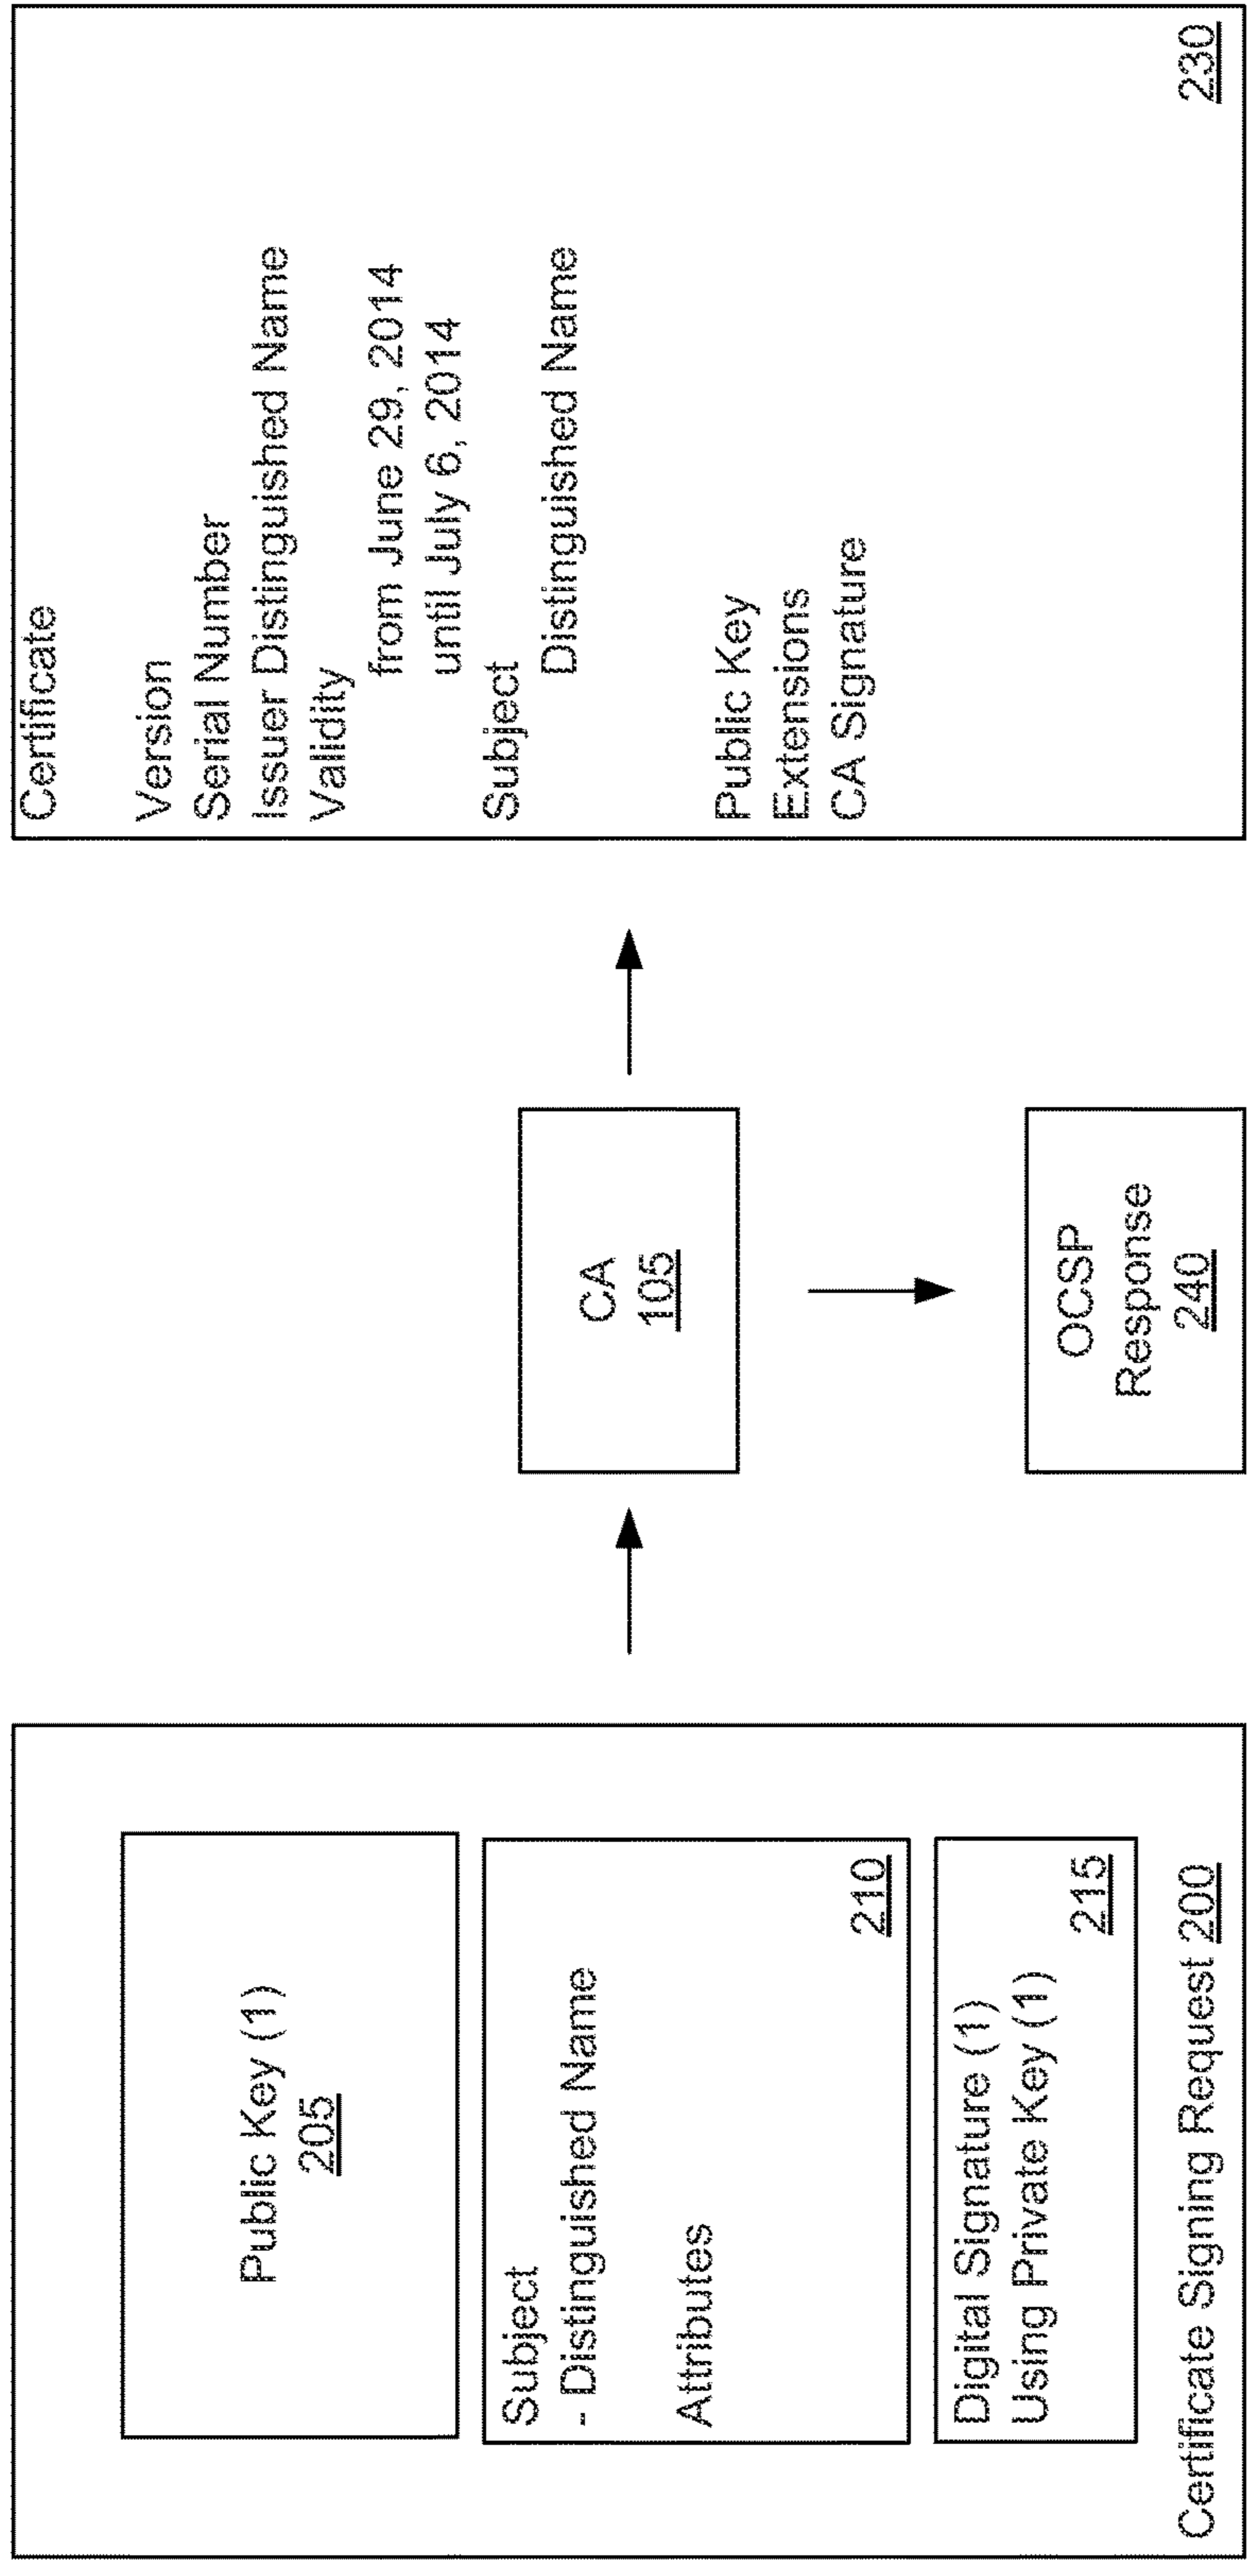 Public Key (1)
205
Subject
- Distinguished Name
Attributes
210
Digital Signature (1)
Using Private Key (1)
215
Certificate Signing Request 200
CA
105
OCSP
Response
240
Certificate
Version
Serial Number
Issuer Distinguished Name
Validity
from June 29, 2014
until July 6, 2014
Subject
Distinguished Name
Public Key
Extensions
CA Signature
230